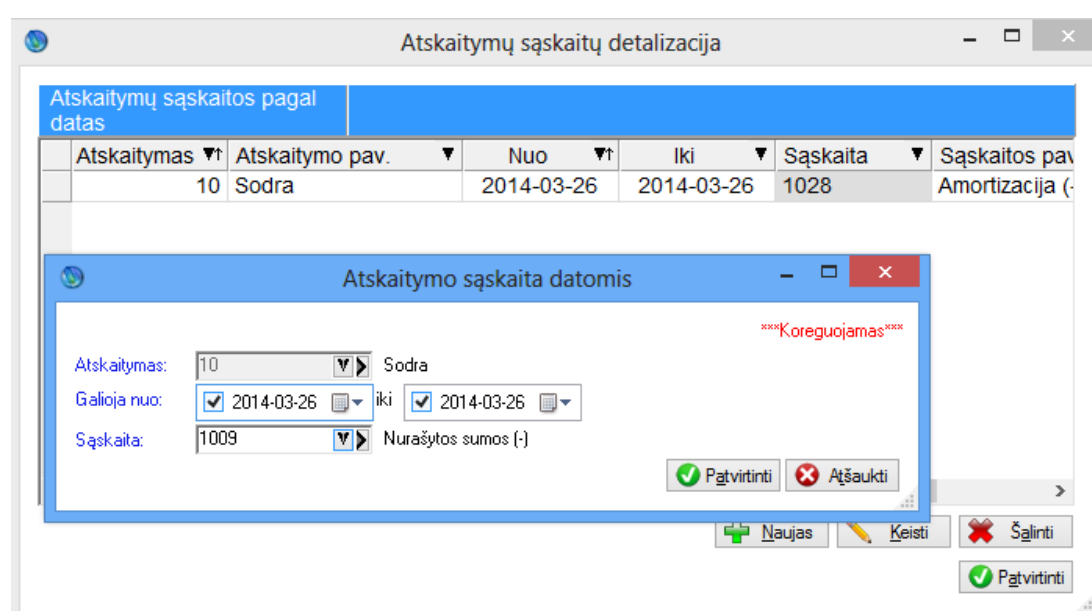 Atskaitymų sąskaitų detalizacija
Atskaitymų sąskaitos pagal
datas
Atskaitymas Atskaitymo pav. Nuo Iki Sąskaita Sąskaitos pav
10 Sodra 2014-03-26 2014-03-26 1028 Amortizacija (-
Atskaitymo sąskaita datomis
***Koreguojamas***
Atskaitymas: 10 Sodra
Galioja nuo: 2014-03-26 iki 2014-03-26
Sąskaita: 1009 Nurašytos sumos (-)
Patvirtinti Atšaukti
Naujas Keisti Šalinti
Patvirtinti